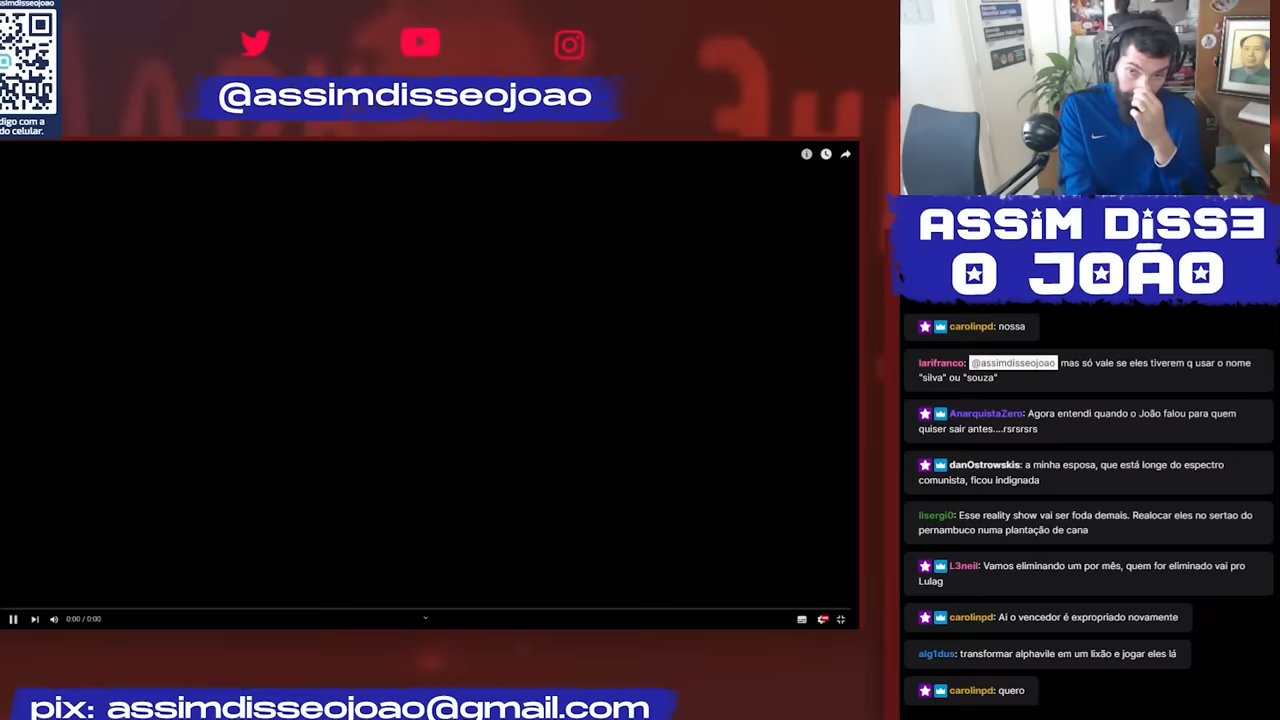 assimdisseojoao
digo com a
do celular.
@assimdisseojoao
0:00 / 0:00
pix: assimdisseojoao@gmail.com
ASSIM DISSE
O JOÃO
carolinpd: nossa
larifranco: @assimdisseojoao mas só vale se eles tiverem q usar o nome
"silva" ou "souza"
AnarquistaZero: Agora entendi quando o João falou para quem
quiser sair antes....rsrsrsrs
danOstrowskis: a minha esposa, que está longe do espectro
comunista, ficou indignada
lisergi0: Esse reality show vai ser foda demais. Realocar eles no sertao do
pernambuco numa plantação de cana
L3neil: Vamos eliminando um por mês, quem for eliminado vai pro
Lulag
carolinpd: Ai o vencedor é expropriado novamente
alg1dus: transformar alphavile em um lixão e jogar eles lá
carolinpd: quero